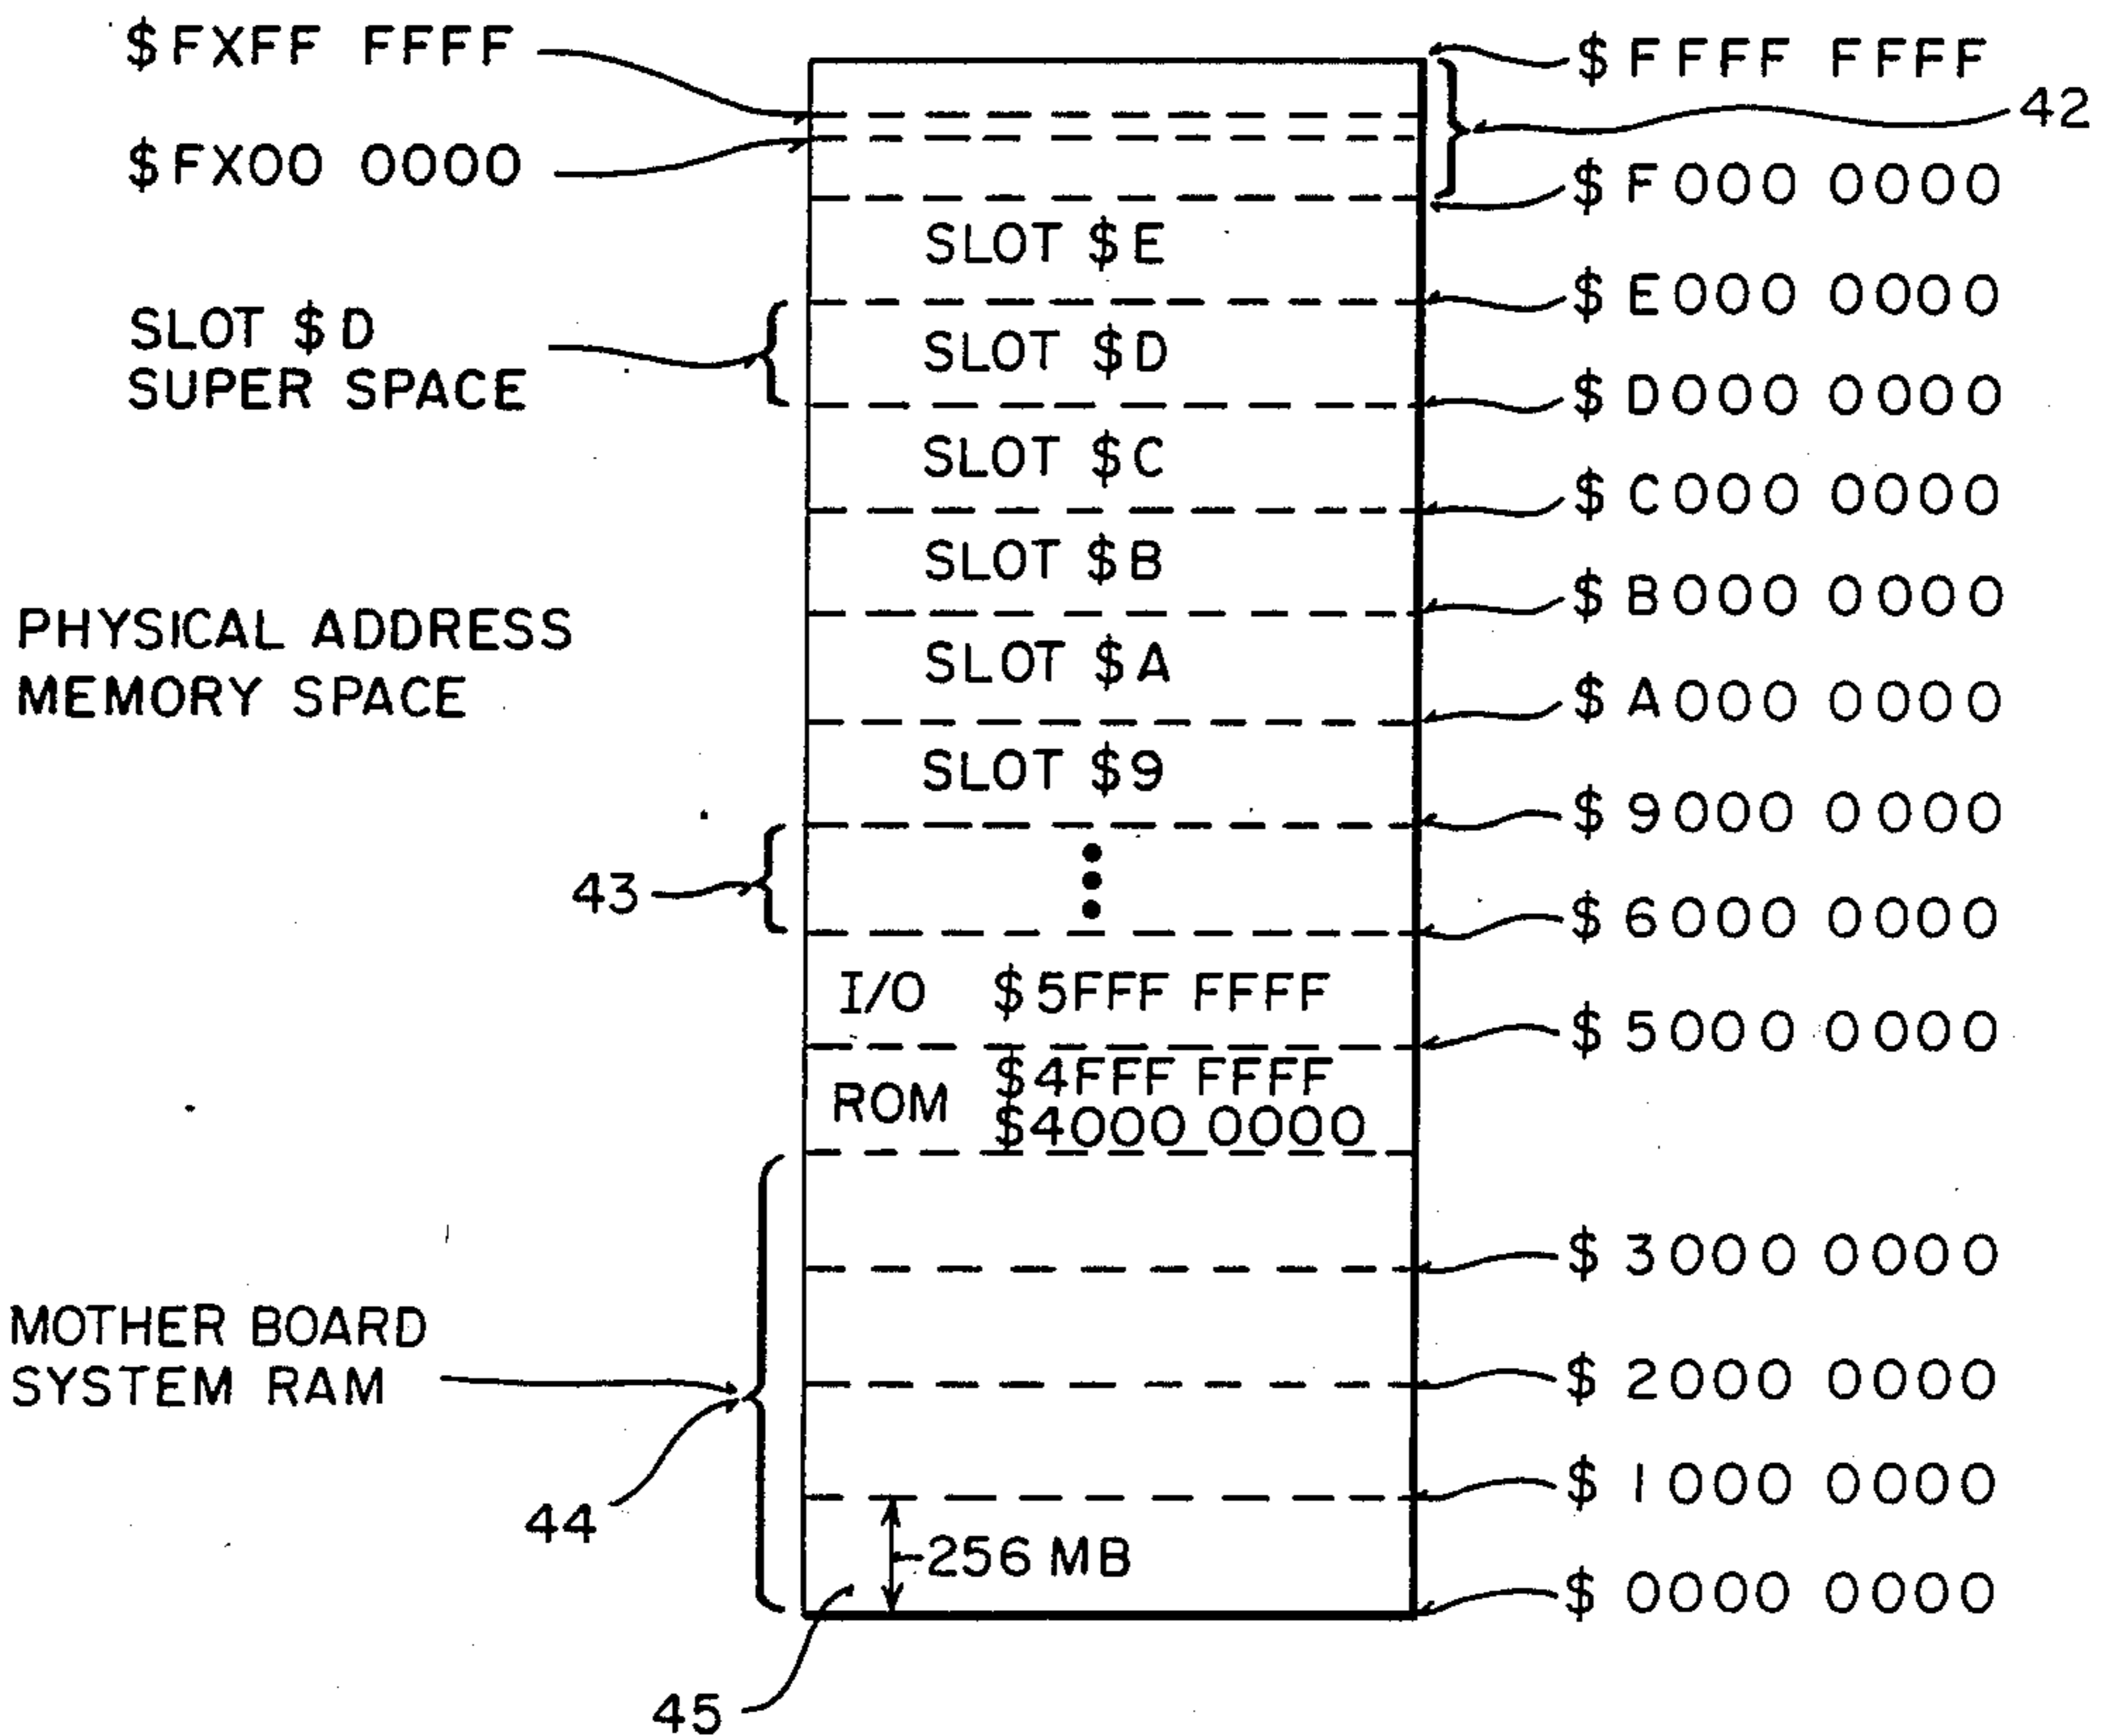 $FXFF FFFF
$FFFF FFFF
42
$FX00 0000
$F000 0000
SLOT $E
$E000 0000
SLOT $D
SUPER SPACE
SLOT $D
$D000 0000
SLOT $C
$C000 0000
SLOT $B
$B000 0000
PHYSICAL ADDRESS
MEMORY SPACE
SLOT $A
$A000 0000
SLOT $9
$9000 0000
43
$6000 0000
I/O $5FFF FFFF
$5000 0000
ROM $4FFF FFFF
$4000 0000
$3000 0000
MOTHER BOARD
SYSTEM RAM
$2000 0000
$1000 0000
44
256 MB
$0000 0000
45